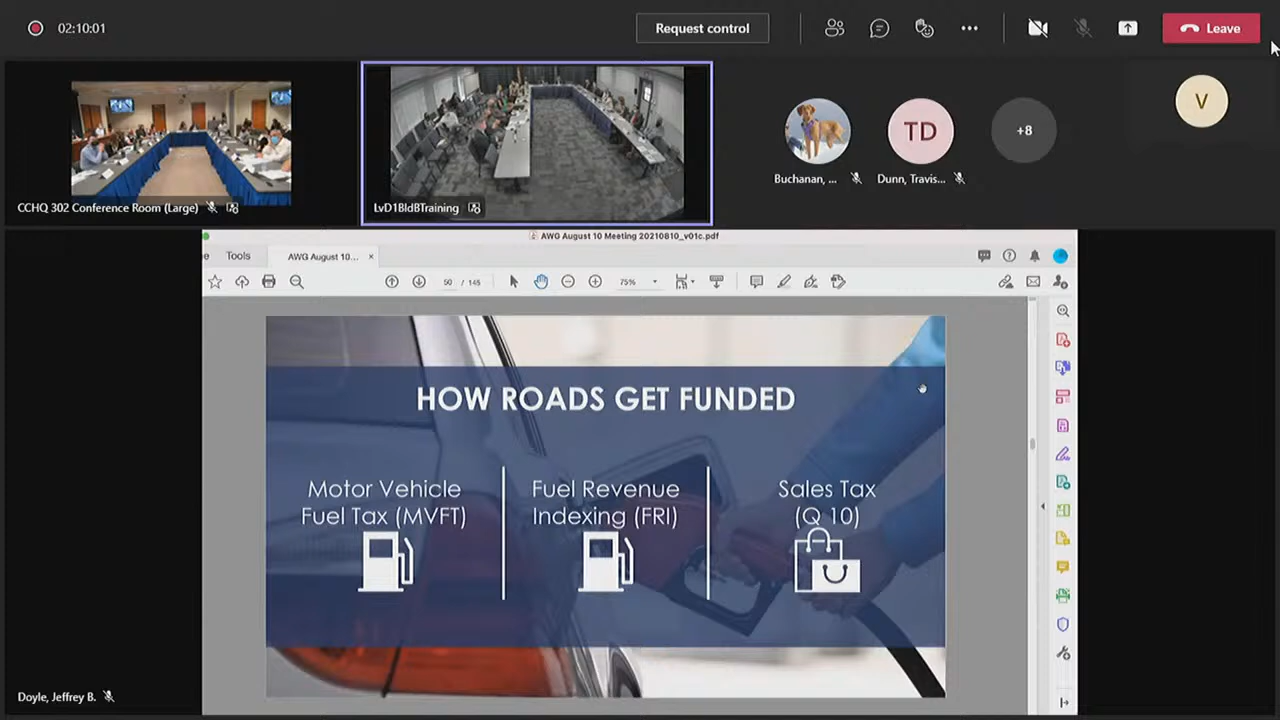 02:10:01
Request control
Leave
CCHQ 302 Conference Room (Large)
LvD1BldBTraining
Buchanan, ...
TD
Dunn, Travis...
+8
V
AWG August 10 Meeting 20210810_v01c.pdf
e
Tools
AWG August 10...
×
50 / 145
75%
HOW ROADS GET FUNDED
Motor Vehicle
Fuel Tax (MVFT)
Fuel Revenue
Indexing (FRI)
Sales Tax
(Q 10)
Doyle, Jeffrey B.